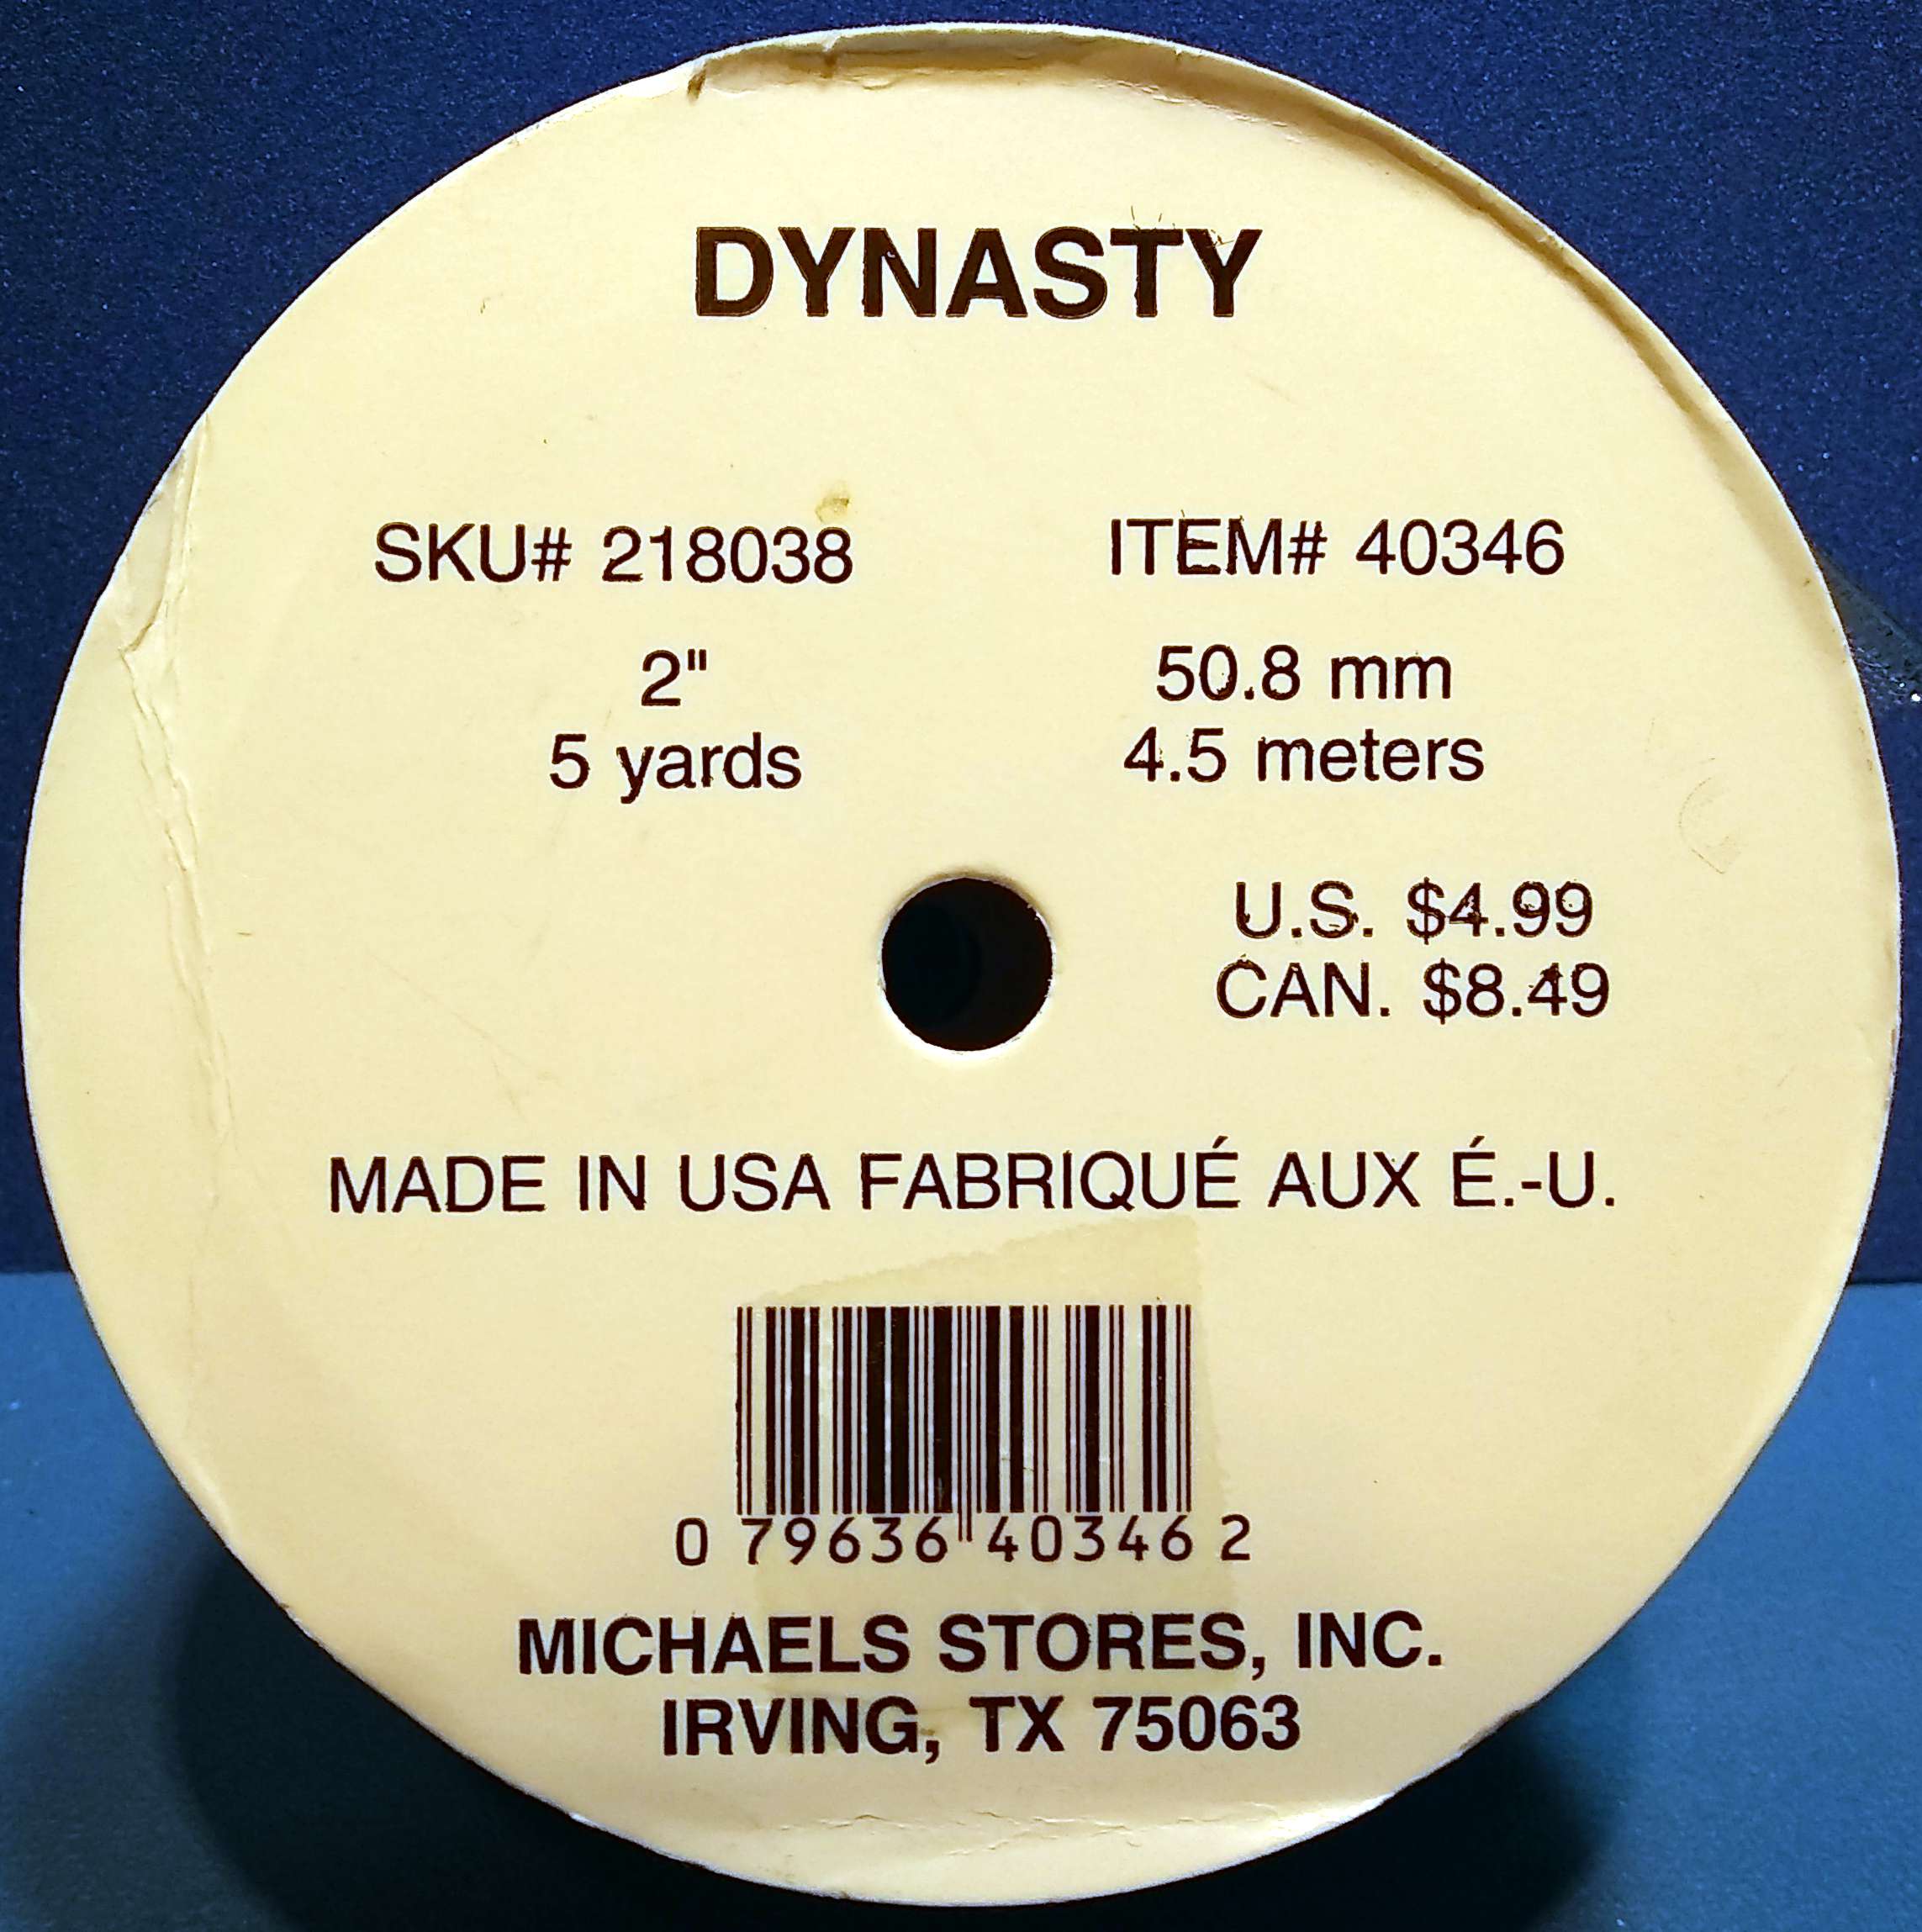 DYNASTY
SKU# 218038 ITEM# 40346
2" 50.8 mm
5 yards 4.5 meters
U.S. $4.99
CAN. $8.49
MADE IN USA FABRIQUÉ AUX É.-U.
0 79636 40346 2
MICHAELS STORES, INC.
IRVING, TX 75063